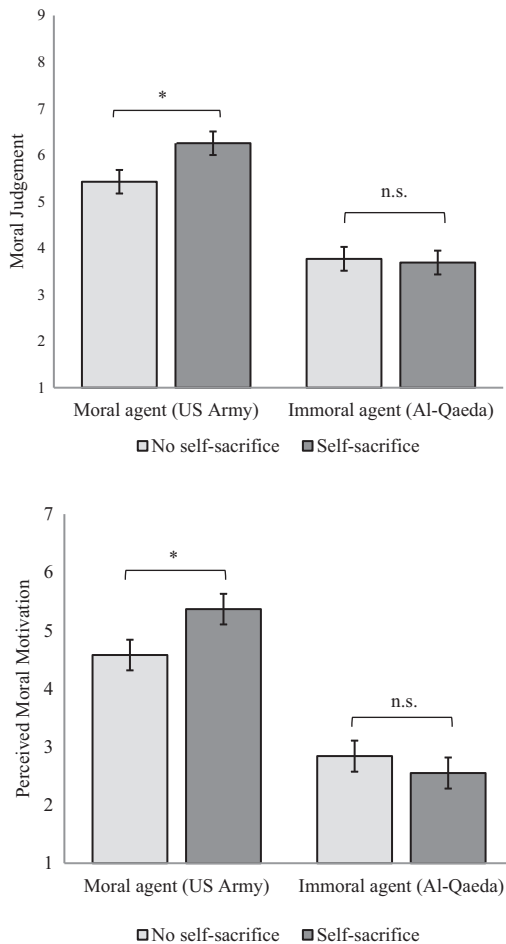 9
8
7
6
5
4
3
2
1
Moral Judgement
*
n.s.
Moral agent (US Army) Immoral agent (Al-Qaeda)
No self-sacrifice Self-sacrifice
7
6
5
4
3
2
1
Perceived Moral Motivation
*
n.s.
Moral agent (US Army) Immoral agent (Al-Qaeda)
No self-sacrifice Self-sacrifice